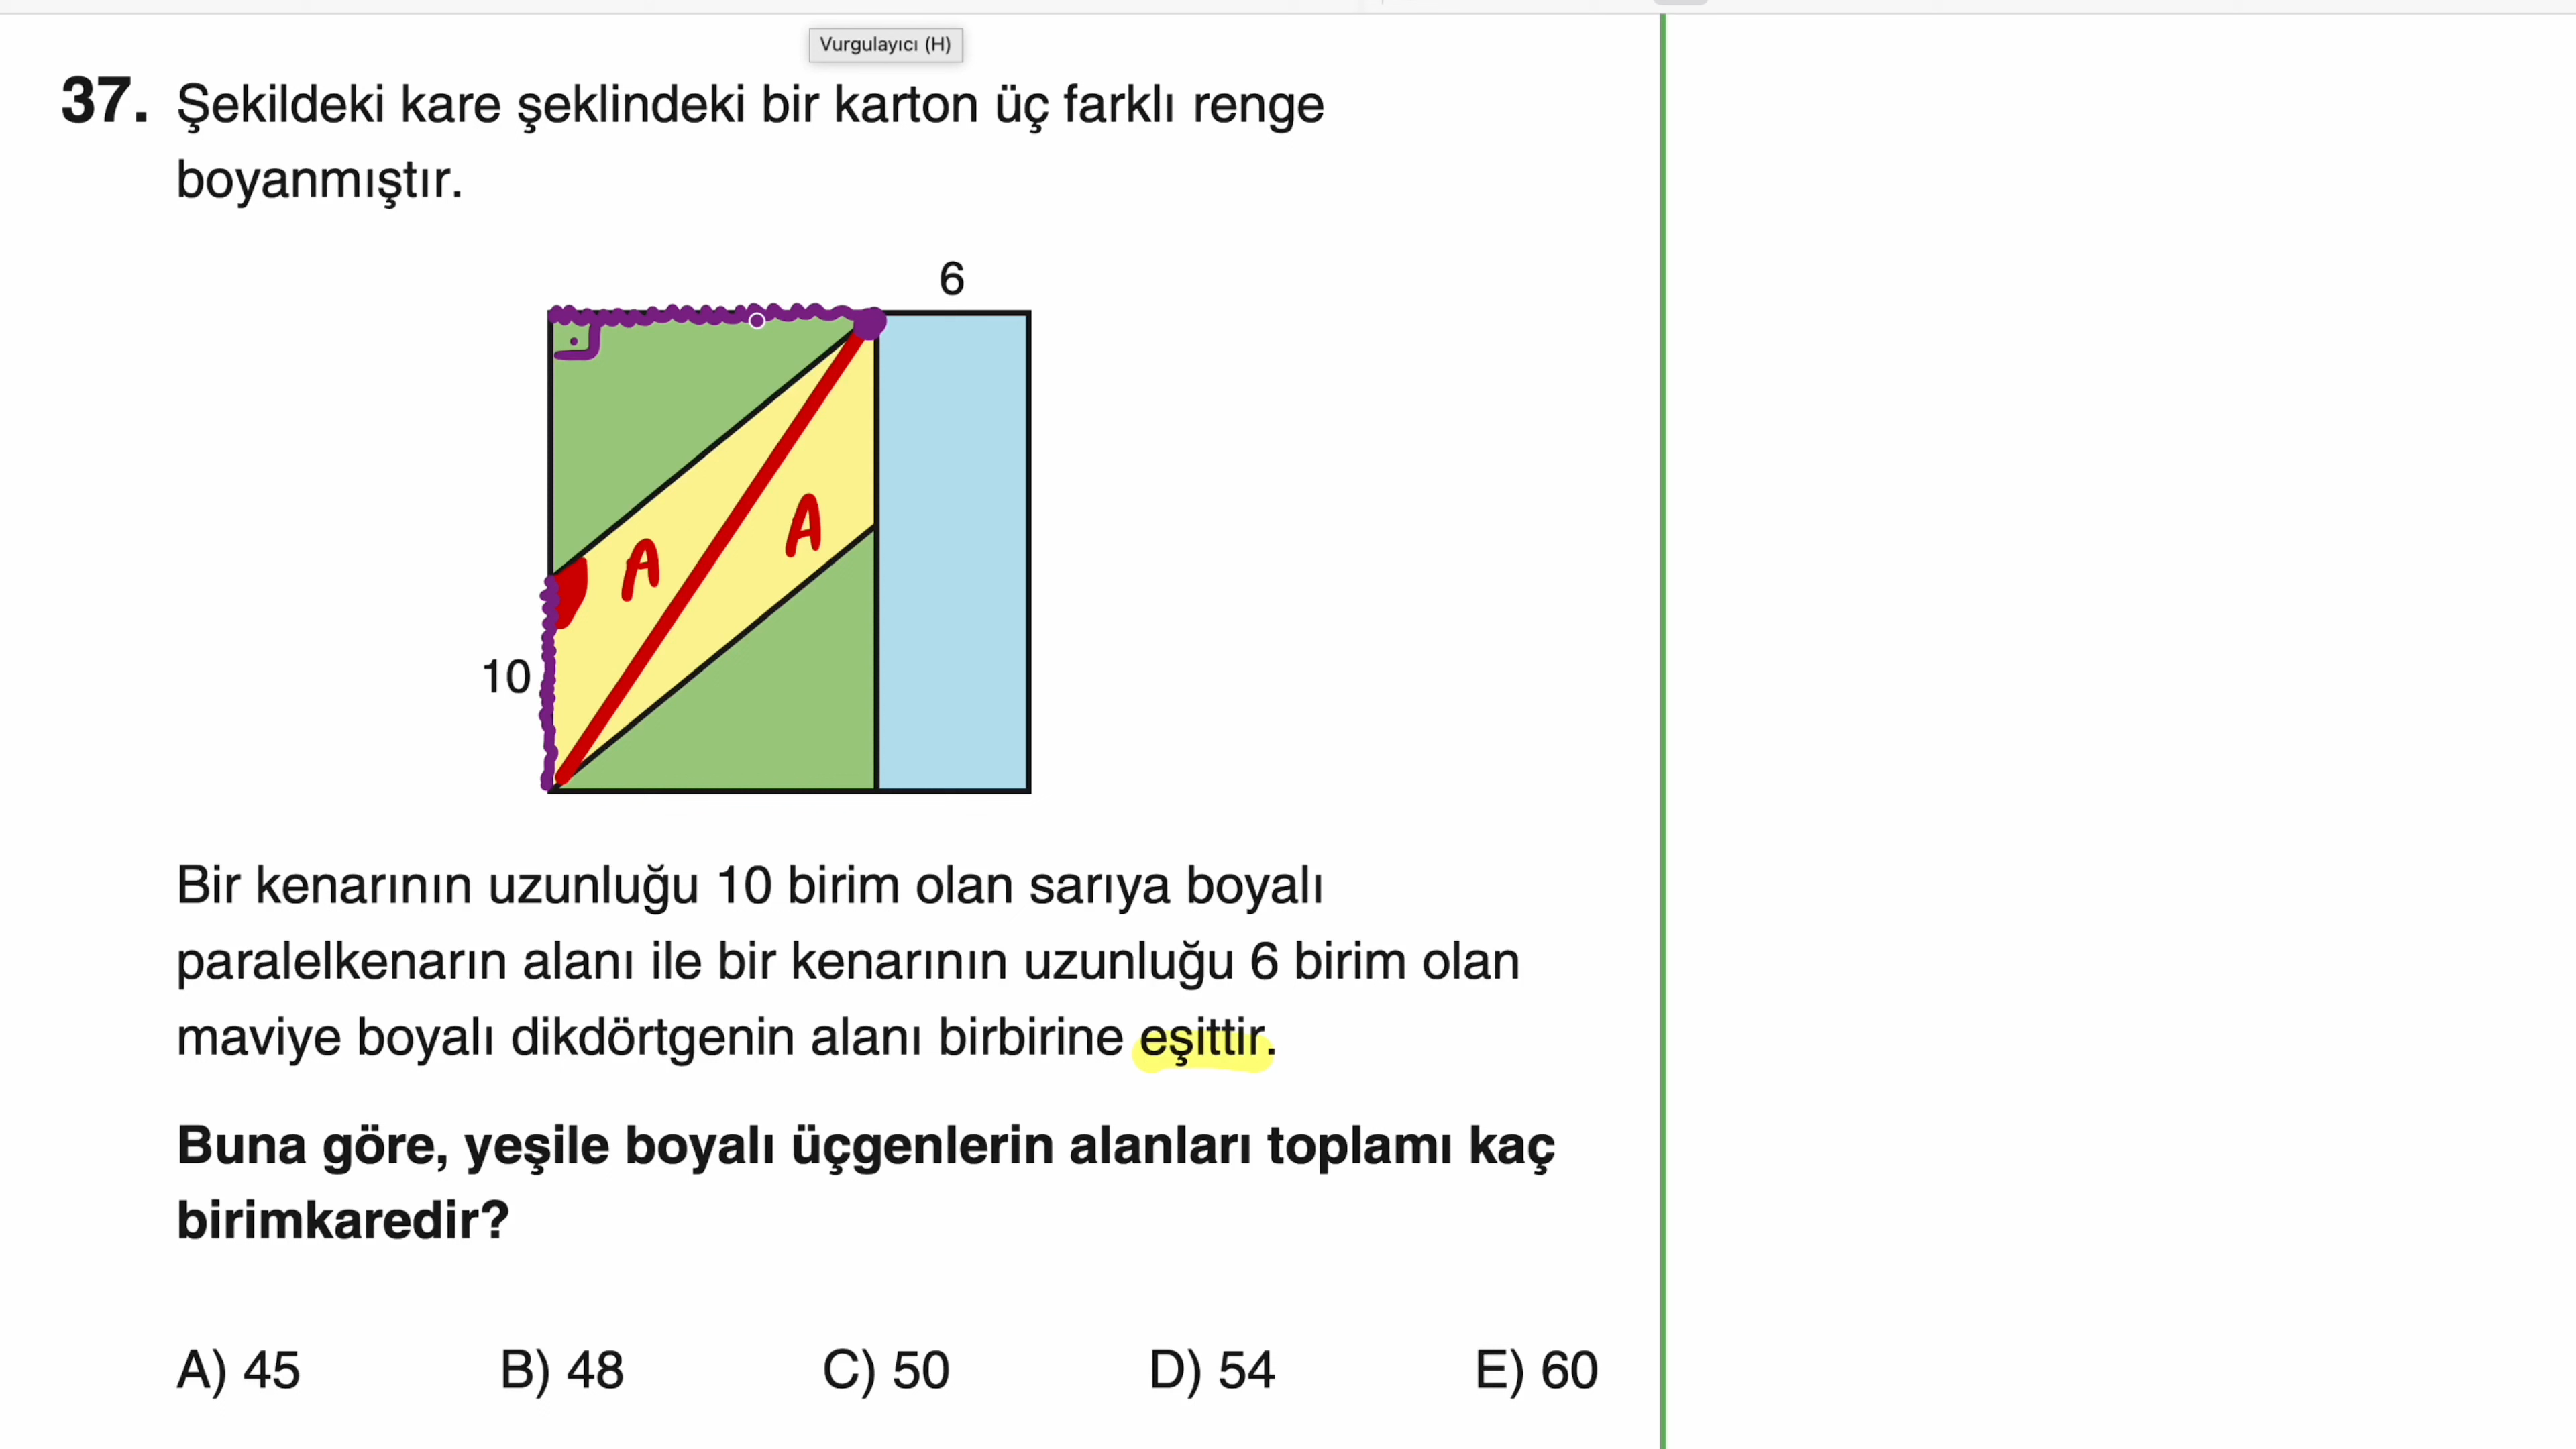 Vurgulayıcı (H)
37. Şekildeki kare şeklindeki bir karton üç farklı renge
boyanmıştır.
6
A
A
10
Bir kenarının uzunluğu 10 birim olan sarıya boyalı
paralelkenarın alanı ile bir kenarının uzunluğu 6 birim olan
maviye boyalı dikdörtgenin alanı birbirine eşittir.
Buna göre, yeşile boyalı üçgenlerin alanları toplamı kaç
birimkaredir?
A) 45 B) 48 C) 50 D) 54 E) 60